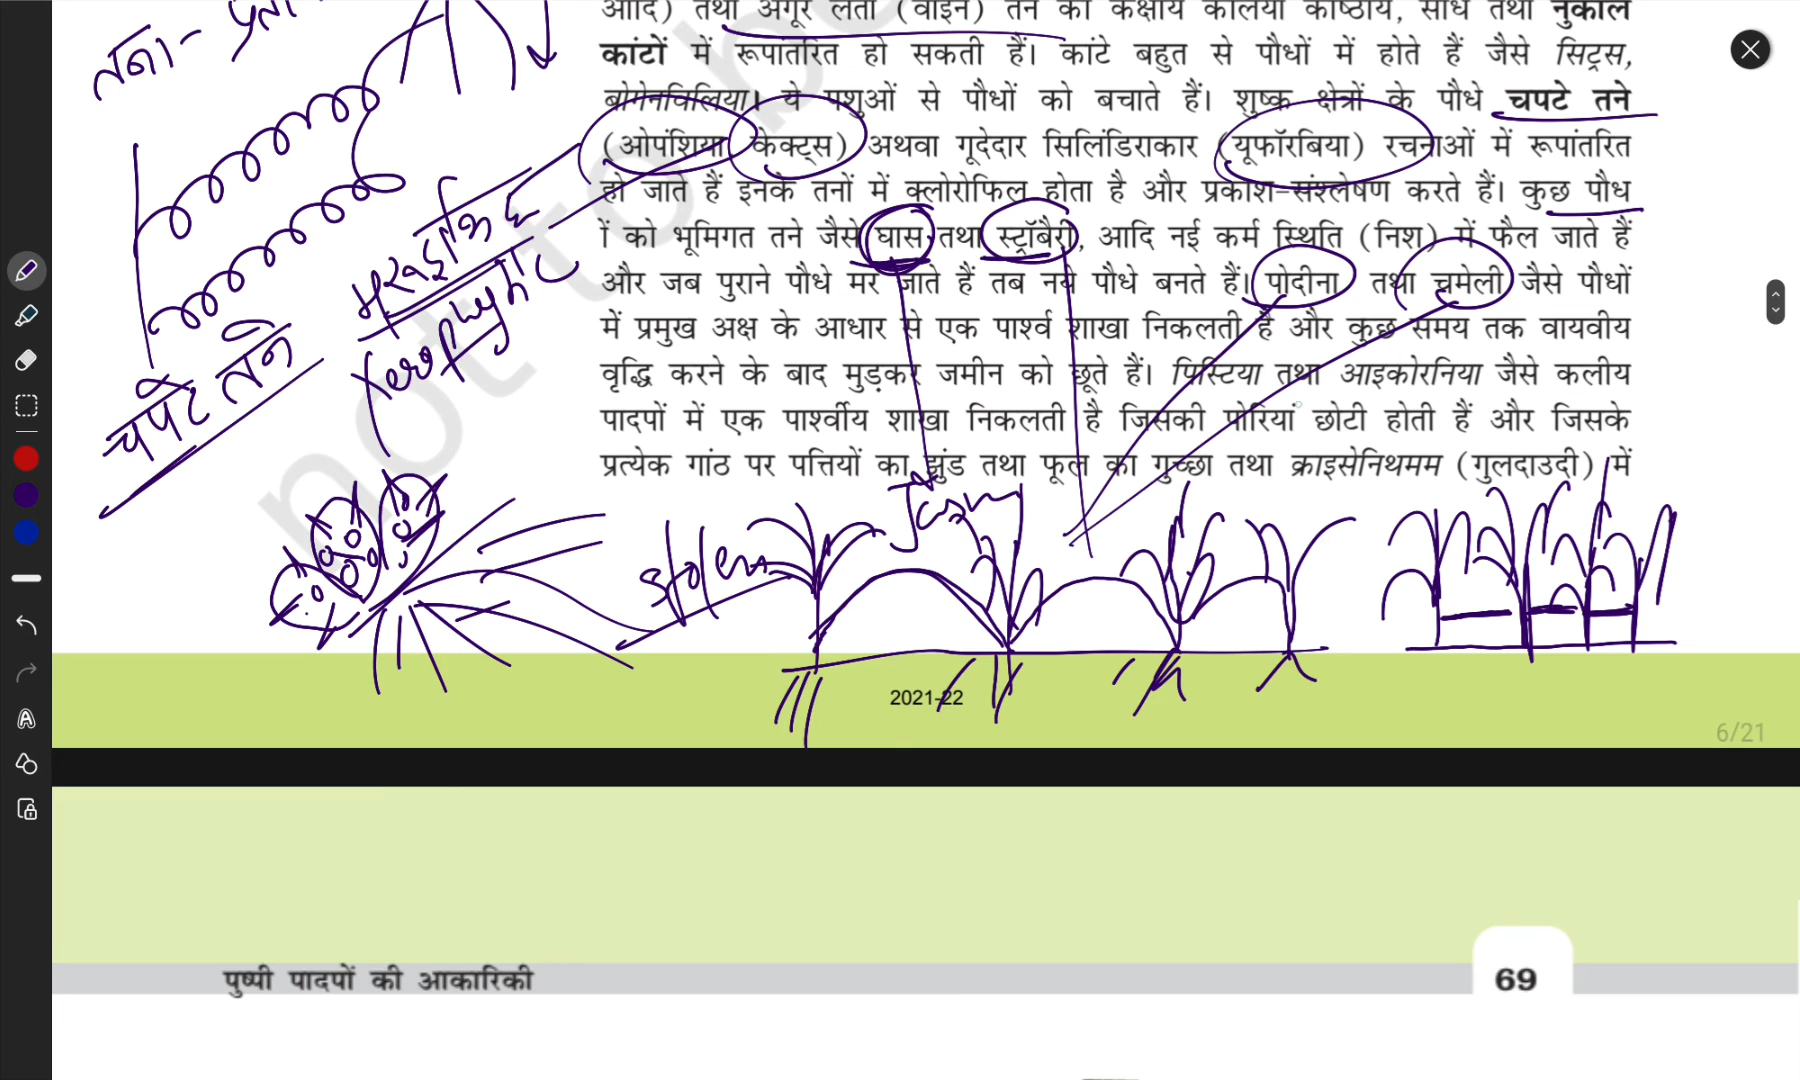 आदि) तथा अंगूर लता (वाइन) तने की कक्षीय कलियाँ काष्ठीय, सीधे तथा नुकीले
कांटों में रूपांतरित हो सकती हैं। कांटे बहुत से पौधों में होते हैं जैसे सिट्रस,
बोगेनविलिया। ये पशुओं से पौधों को बचाते हैं। शुष्क क्षेत्रों के पौधे चपटे तने
(ओपंशिया केक्ट्स) अथवा गूदेदार सिलिंडिराकार (यूफॉरबिया) रचनाओं में रूपांतरित
हो जाते हैं इनके तनों में क्लोरोफिल होता है और प्रकाश-संश्लेषण करते हैं। कुछ पौध
ों को भूमिगत तने जैसे घास तथा स्ट्रॉबैरी, आदि नई कर्म स्थिति (निश) में फैल जाते हैं
और जब पुराने पौधे मर जाते हैं तब नये पौधे बनते हैं। पोदीना तथा चमेली जैसे पौधों
में प्रमुख अक्ष के आधार से एक पार्श्व शाखा निकलती है और कुछ समय तक वायवीय
वृद्धि करने के बाद मुड़कर जमीन को छूते हैं। पिस्टिया तथा आइकोरनिया जैसे कलीय
पादपों में एक पार्श्वीय शाखा निकलती है जिसकी पोरियां छोटी होती हैं और जिसके
प्रत्येक गांठ पर पत्तियों का झुंड तथा फूल का गुच्छा तथा क्राइसेनिथमम (गुलदाउदी) में
तना-
चपटे तने
Xerophytic
2021-22
6/21
पुष्पी पादपों की आकारिकी
69